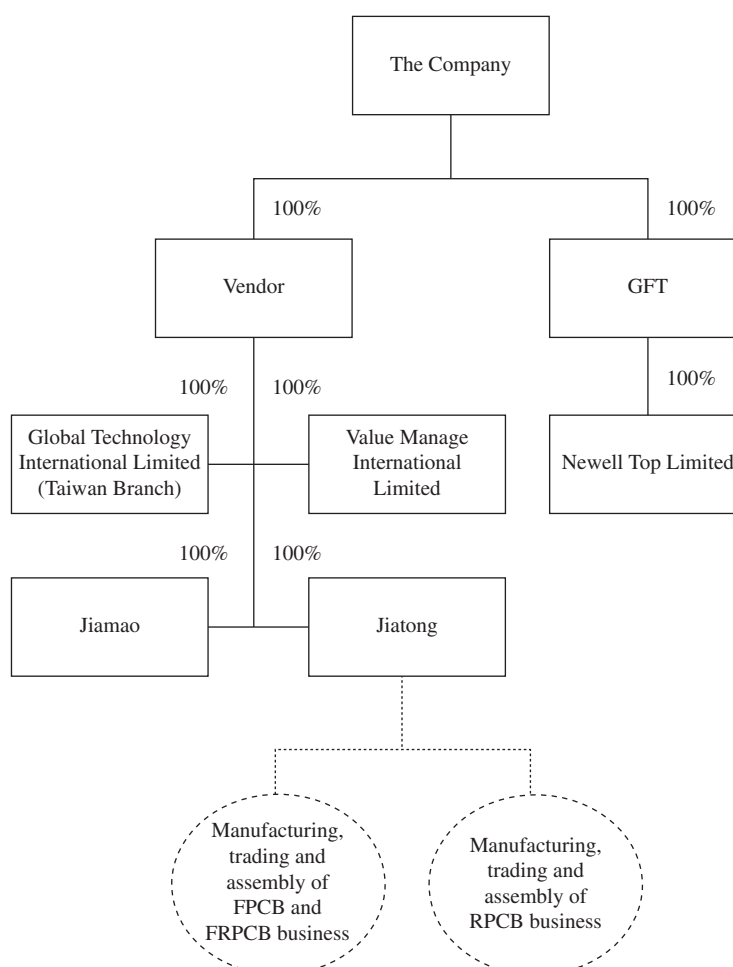 The Company
100%
100%
Vendor
GFT
100%
100%
100%
Global Technology
International Limited
(Taiwan Branch)
Value Manage
International
Limited
Newell Top Limited
100%
100%
Jiamao
Jiatong
Manufacturing,
trading and
assembly of
FPCB and
FRPCB business
Manufacturing,
trading and
assembly of
RPCB business